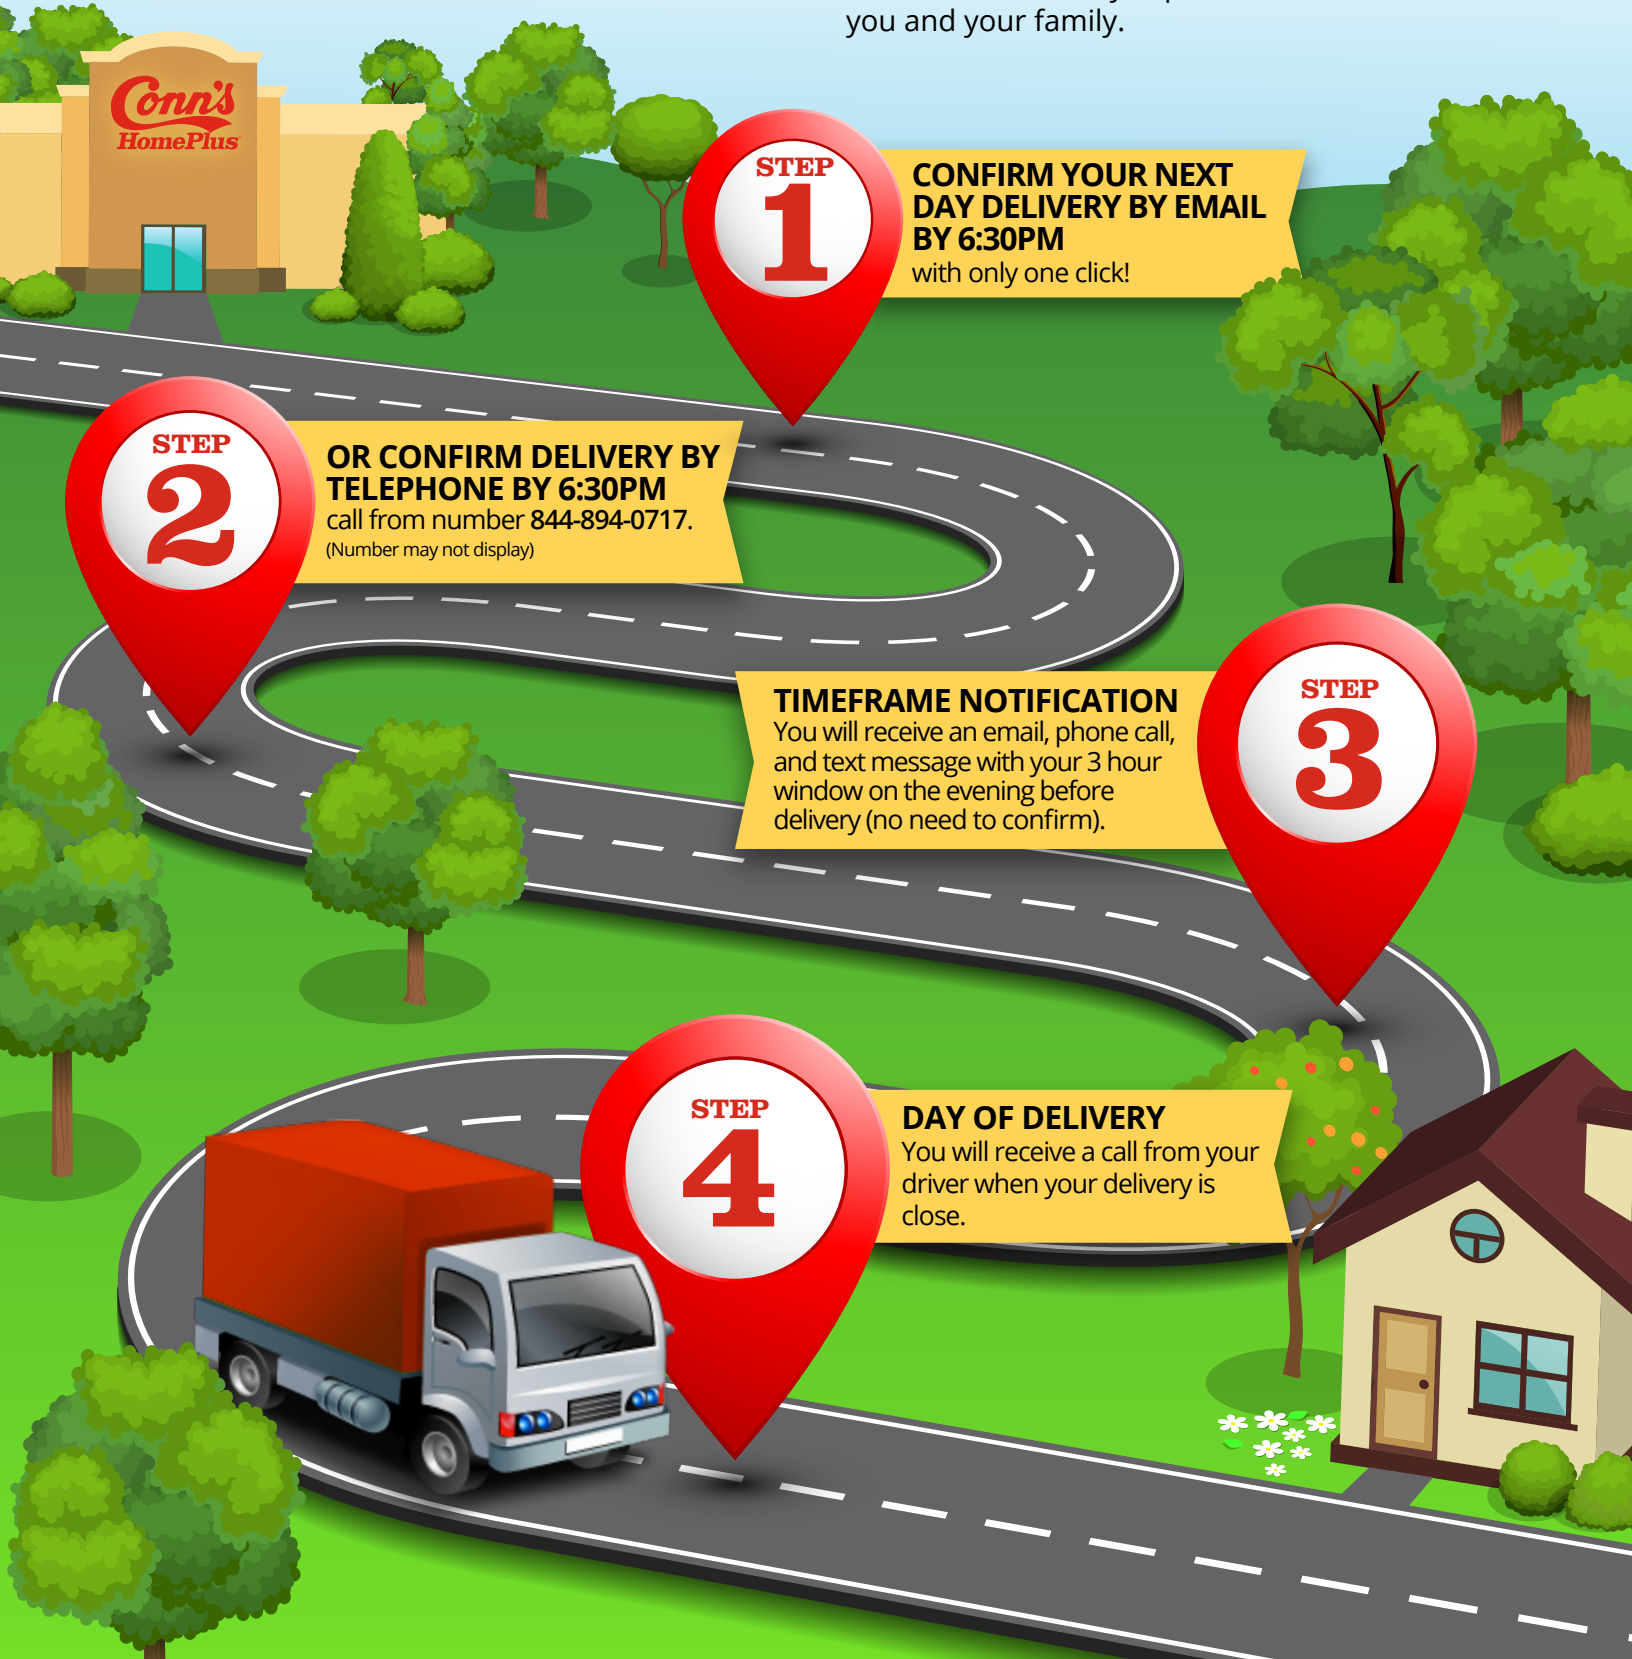 you and your family.
Conn's
HomePlus
STEP
1
CONFIRM YOUR NEXT
DAY DELIVERY BY EMAIL
BY 6:30PM
with only one click!
STEP
2
OR CONFIRM DELIVERY BY
TELEPHONE BY 6:30PM
call from number 844-894-0717.
(Number may not display)
TIMEFRAME NOTIFICATION
You will receive an email, phone call,
and text message with your 3 hour
window on the evening before
delivery (no need to confirm).
STEP
3
STEP
4
DAY OF DELIVERY
You will receive a call from your
driver when your delivery is
close.